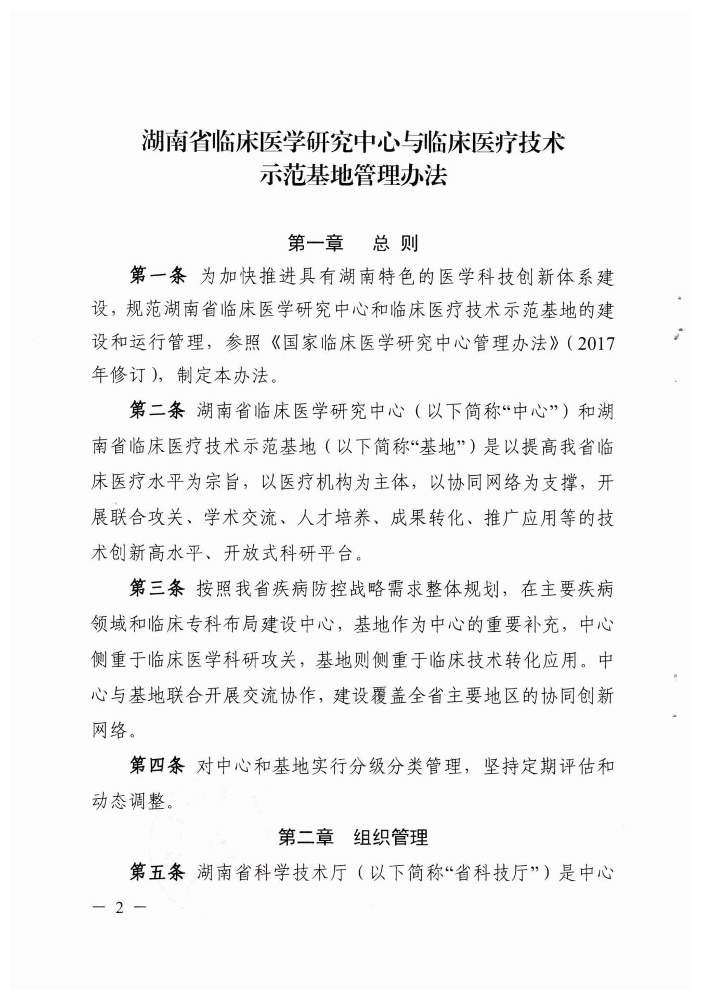 湖南省临床医学研究中心与临床医疗技术
示范基地管理办法
第一章 总 则
第一条 为加快推进具有湖南特色的医学科技创新体系建
设，规范湖南省临床医学研究中心和临床医疗技术示范基地的建
设和运行管理，参照《国家临床医学研究中心管理办法》（2017
年修订），制定本办法。
第二条 湖南省临床医学研究中心（以下简称“中心”）和湖
南省临床医疗技术示范基地（以下简称“基地”）是以提高我省临
床医疗水平为宗旨，以医疗机构为主体，以协同网络为支撑，开
展联合攻关、学术交流、人才培养、成果转化、推广应用等的技
术创新高水平、开放式科研平台。
第三条 按照我省疾病防控战略需求整体规划，在主要疾病
领域和临床专科布局建设中心，基地作为中心的重要补充，中心
侧重于临床医学科研攻关，基地则侧重于临床技术转化应用。中
心与基地联合开展交流协作，建设覆盖全省主要地区的协同创新
网络。
第四条 对中心和基地实行分级分类管理，坚持定期评估和
动态调整。
第二章 组织管理
第五条 湖南省科学技术厅（以下简称“省科技厅”）是中心
— 2 —